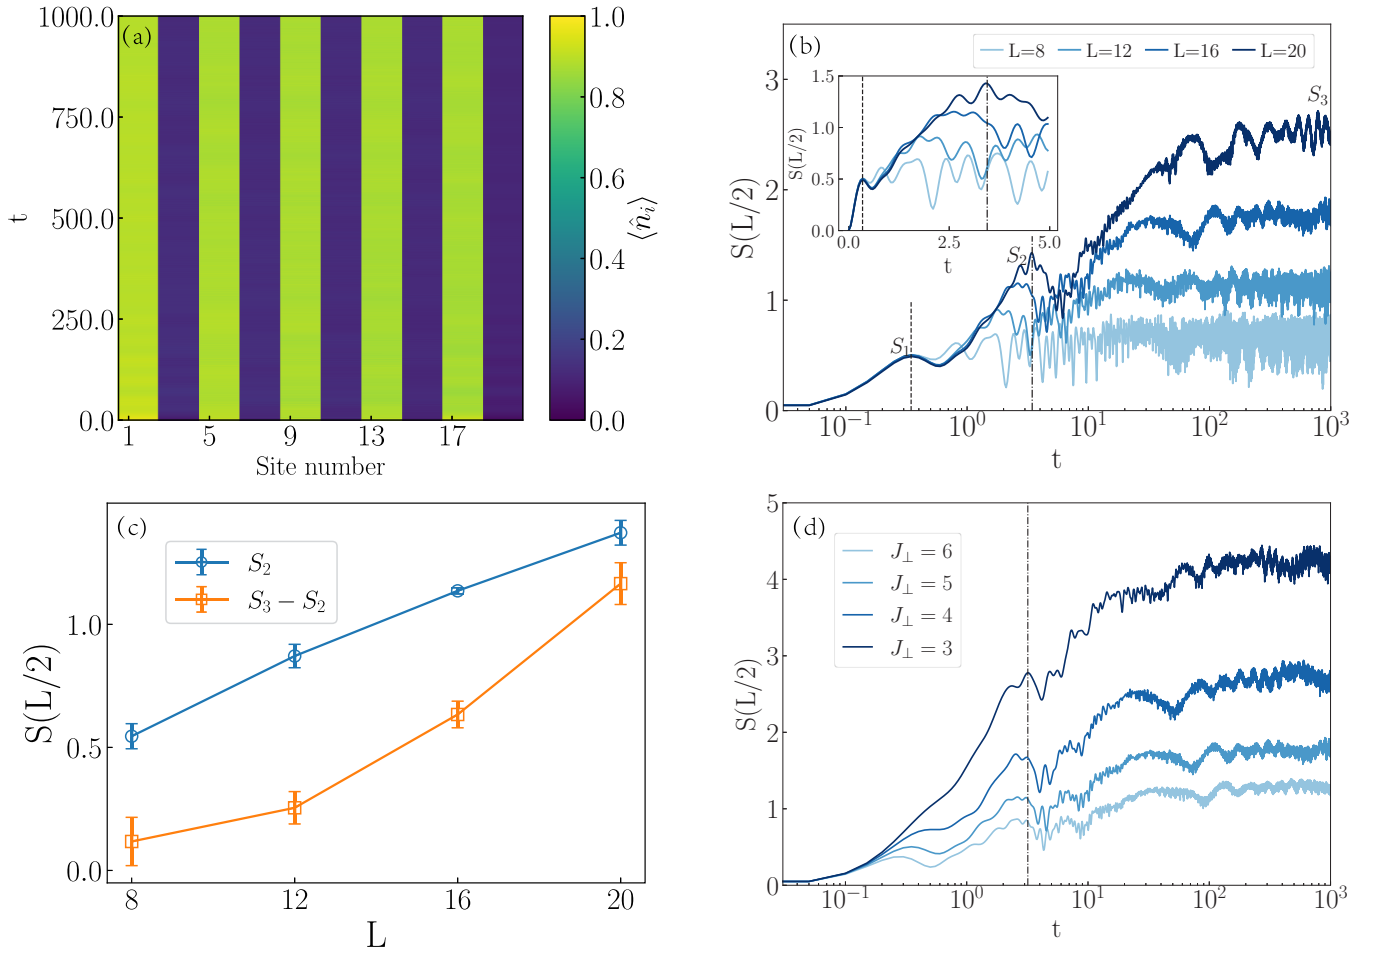 (a)
1000.0
750.0
500.0
250.0
0.0
t
1 5 9 13 17
Site number
1.0
0.8
0.6
0.4
0.2
0.0
⟨n̂ᵢ⟩
(b)
L=8 L=12 L=16 L=20
3
2
1
0
S(L/2)
1.5
1.0
0.5
0.0
S(L/2)
0.0 2.5 5.0
t
S₁
S₂
S₃
10⁻¹ 10⁰ 10¹ 10² 10³
t
(c)
S₂
S₃ − S₂
1.0
0.5
0.0
S(L/2)
8 12 16 20
L
(d)
J⊥ = 6
J⊥ = 5
J⊥ = 4
J⊥ = 3
5
4
3
2
1
0
S(L/2)
10⁻¹ 10⁰ 10¹ 10² 10³
t